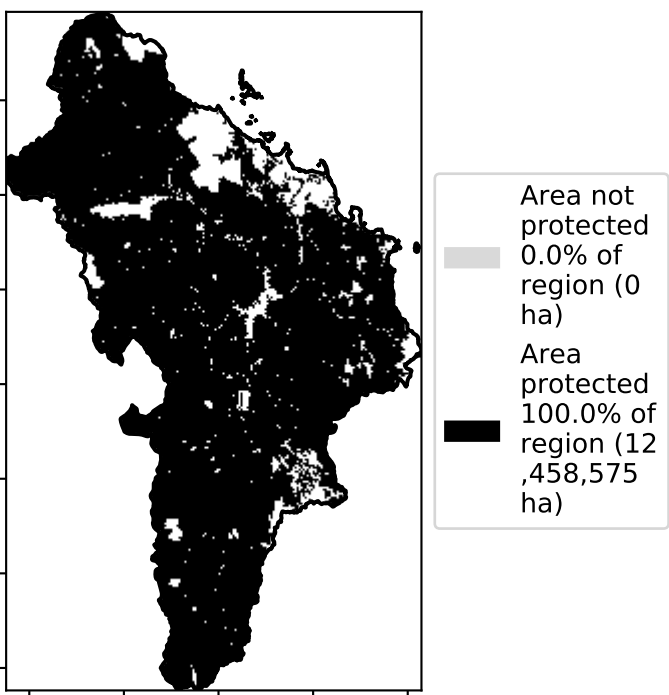 Area not
protected
0.0% of
region (0
ha)
Area
protected
100.0% of
region (12
,458,575
ha)